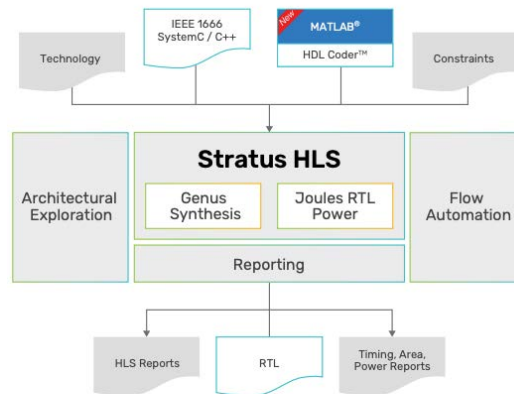 IEEE 1666
SystemC / C++
New
MATLAB®
HDL Coder™
Technology
Constraints
Architectural
Exploration
Stratus HLS
Genus
Synthesis
Joules RTL
Power
Flow
Automation
Reporting
HLS Reports
RTL
Timing, Area,
Power Reports